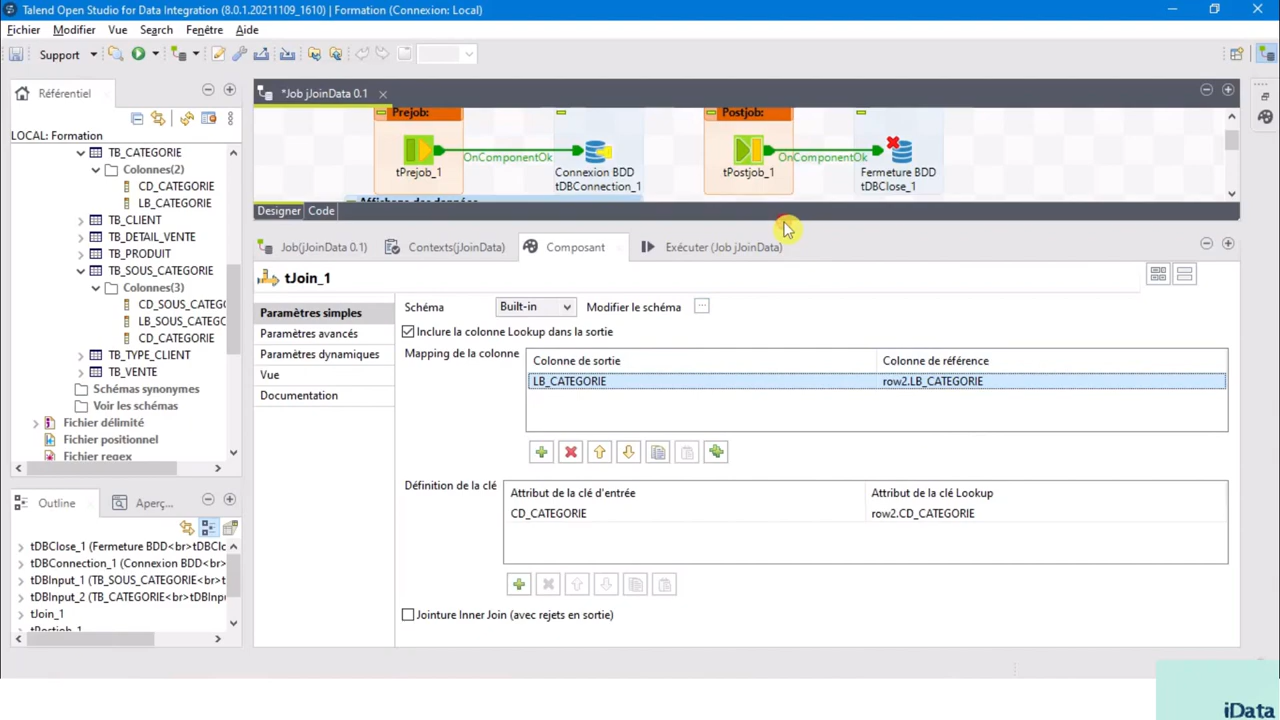 Talend Open Studio for Data Integration (8.0.1.20211109_1610) | Formation (Connexion: Local)
Fichier Modifier Vue Search Fenêtre Aide
Support
Référentiel
LOCAL: Formation
TB_CATEGORIE
Colonnes(2)
CD_CATEGORIE
LB_CATEGORIE
TB_CLIENT
TB_DETAIL_VENTE
TB_PRODUIT
TB_SOUS_CATEGORIE
Colonnes(3)
CD_SOUS_CATEG
LB_SOUS_CATEG
CD_CATEGORIE
TB_TYPE_CLIENT
TB_VENTE
Schémas synonymes
Voir les schémas
Fichier délimité
Fichier positionnel
Fichier regex
Outline Aperç...
tDBClose_1 (Fermeture BDD<br>tDBClo
tDBConnection_1 (Connexion BDD<br>
tDBInput_1 (TB_SOUS_CATEGORIE<br>t
tDBInput_2 (TB_CATEGORIE<br>tDBInpu
tJoin_1
tPostjob_1
*Job jJoinData 0.1
Prejob: Postjob:
OnComponentOk OnComponentOk
tPrejob_1 Connexion BDD tPostjob_1 Fermeture BDD
tDBConnection_1 tDBClose_1
Affichage des données
Designer Code
Job(jJoinData 0.1) Contexts(jJoinData) Composant Exécuter (Job jJoinData)
tJoin_1
Paramètres simples
Paramètres avancés
Paramètres dynamiques
Vue
Documentation
Schéma Built-in Modifier le schéma ...
Inclure la colonne Lookup dans la sortie
Mapping de la colonne
Colonne de sortie Colonne de référence
LB_CATEGORIE row2.LB_CATEGORIE
Définition de la clé
Attribut de la clé d'entrée Attribut de la clé Lookup
CD_CATEGORIE row2.CD_CATEGORIE
Jointure Inner Join (avec rejets en sortie)
iData